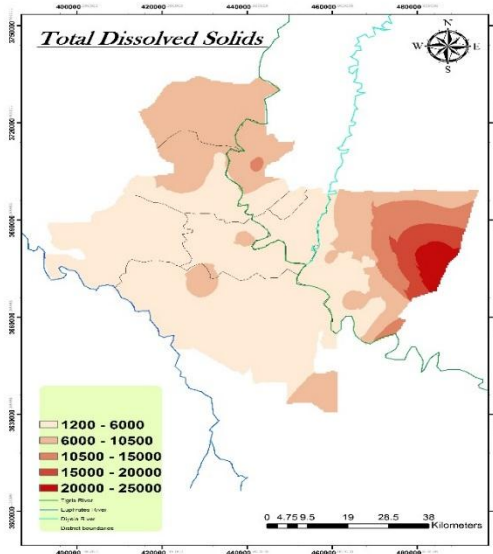 400000 420000 440000 460000 480000
Total Dissolved Solids
N
W E
S
1200 - 6000
6000 - 10500
10500 - 15000
15000 - 20000
20000 - 25000
Tigris River
Euphrates River
Diyala River
District boundaries
0 4.75 9.5 19 28.5 38
Kilometers
400000 420000 440000 460000 480000